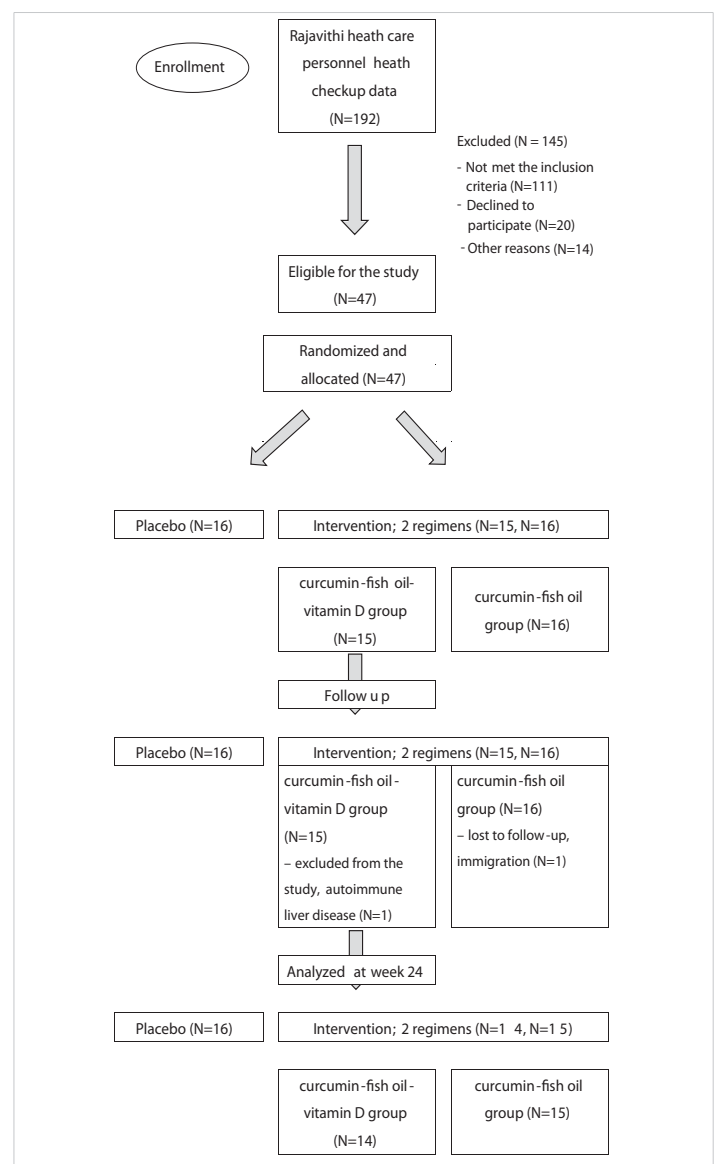 Enrollment
Rajavithi heath care
personnel heath
checkup data
(N=192)
Excluded (N = 145)
- Not met the inclusion
criteria (N=111)
- Declined to
participate (N=20)
- Other reasons (N=14)
Eligible for the study
(N=47)
Randomized and
allocated (N=47)
Placebo (N=16)
Intervention; 2 regimens (N=15, N=16)
curcumin-fish oil-
vitamin D group
(N=15)
curcumin-fish oil
group (N=16)
Follow u p
Placebo (N=16)
Intervention; 2 regimens (N=15, N=16)
curcumin-fish oil-
vitamin D group
(N=15)
– excluded from the
study, autoimmune
liver disease (N=1)
curcumin-fish oil
group (N=16)
– lost to follow-up,
immigration (N=1)
Analyzed at week 24
Placebo (N=16)
Intervention; 2 regimens (N=1 4, N=1 5)
curcumin-fish oil-
vitamin D group
(N=14)
curcumin-fish oil
group (N=15)